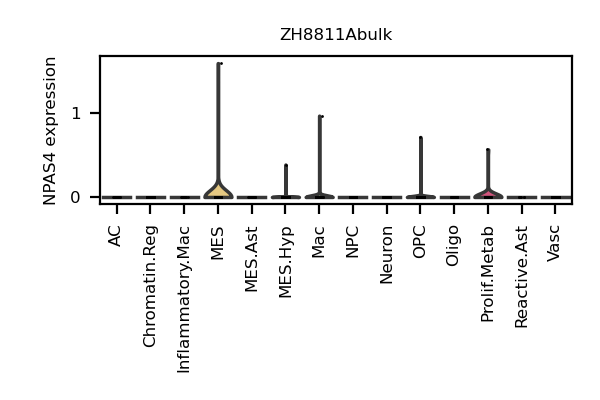 ZH8811Abulk
NPAS4 expression
1
0
AC
Chromatin.Reg
Inflammatory.Mac
MES
MES.Ast
MES.Hyp
Mac
NPC
Neuron
OPC
Oligo
Prolif.Metab
Reactive.Ast
Vasc